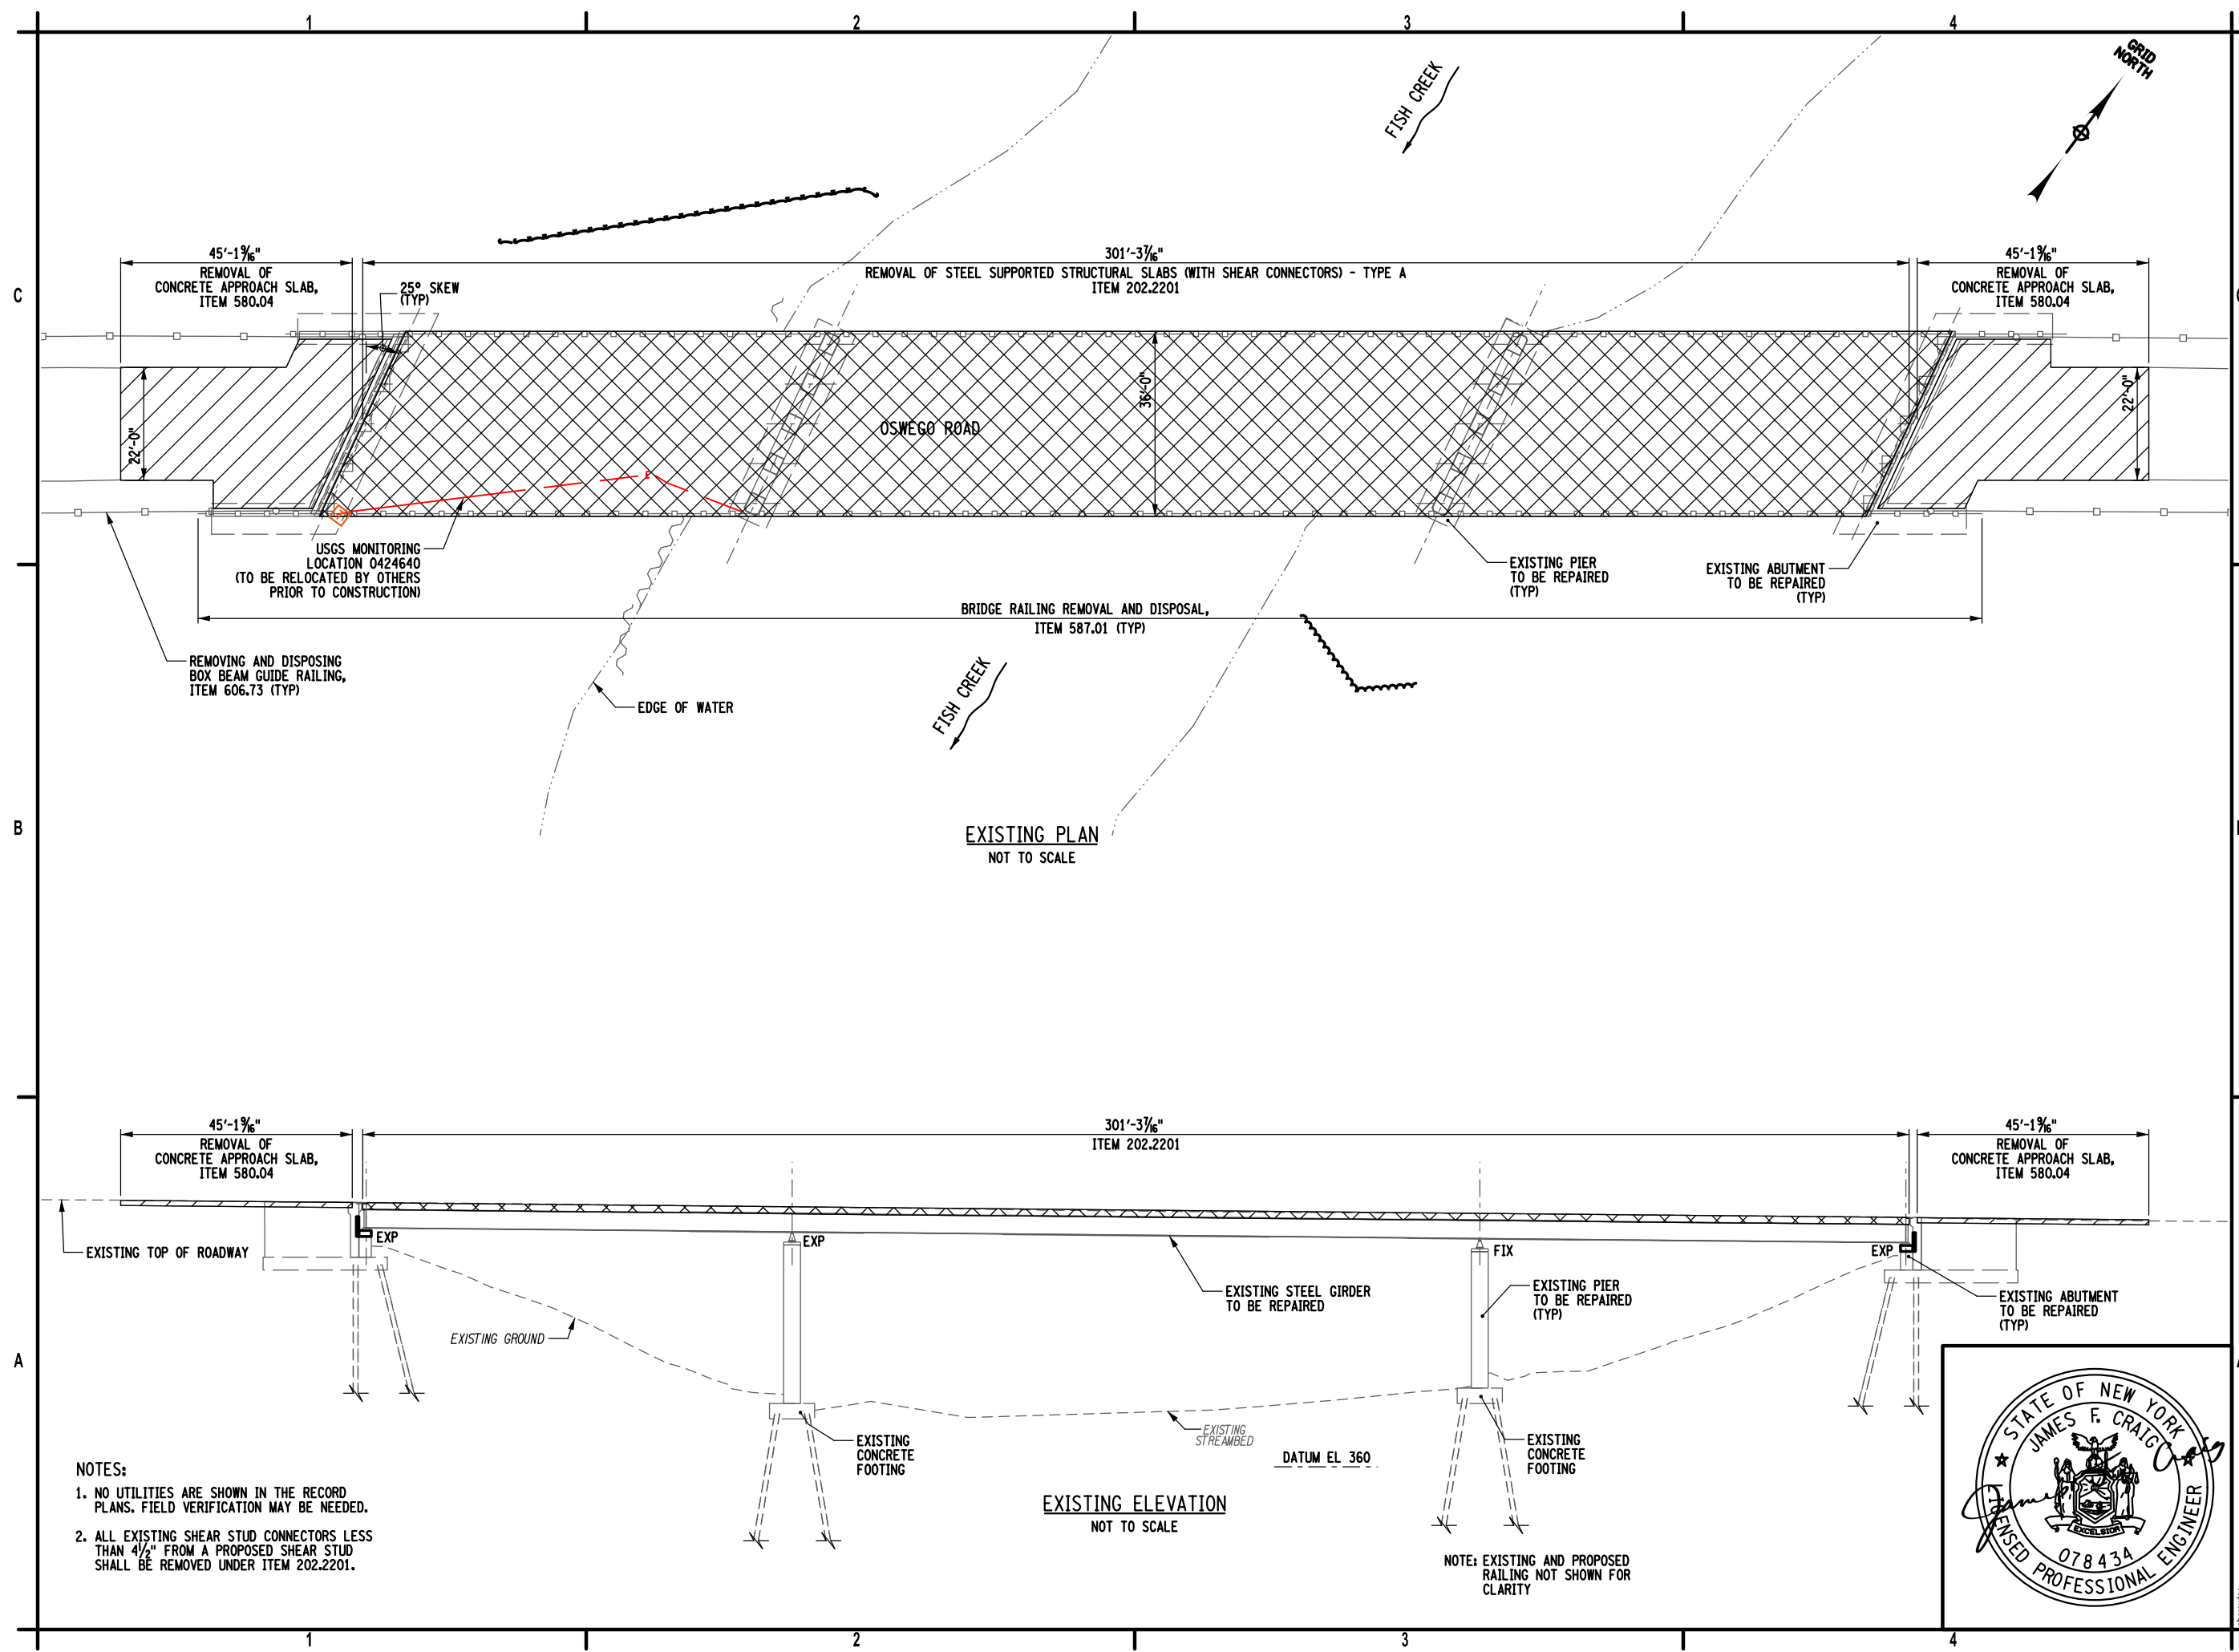 1
2
3
4
GRID
NORTH
FISH CREEK
C
45'-1 9/16"
REMOVAL OF
CONCRETE APPROACH SLAB,
ITEM 580.04
25° SKEW
(TYP)
301'-3 7/16"
REMOVAL OF STEEL SUPPORTED STRUCTURAL SLABS (WITH SHEAR CONNECTORS) - TYPE A
ITEM 202.2201
45'-1 9/16"
REMOVAL OF
CONCRETE APPROACH SLAB,
ITEM 580.04
22'-0"
OSWEGO ROAD
36'-0"
22'-0"
E
USGS MONITORING
LOCATION 0424640
(TO BE RELOCATED BY OTHERS
PRIOR TO CONSTRUCTION)
EXISTING PIER
TO BE REPAIRED
(TYP)
EXISTING ABUTMENT
TO BE REPAIRED
(TYP)
BRIDGE RAILING REMOVAL AND DISPOSAL,
ITEM 587.01 (TYP)
REMOVING AND DISPOSING
BOX BEAM GUIDE RAILING,
ITEM 606.73 (TYP)
EDGE OF WATER
FISH CREEK
B
EXISTING PLAN
NOT TO SCALE
45'-1 9/16"
REMOVAL OF
CONCRETE APPROACH SLAB,
ITEM 580.04
301'-3 7/16"
ITEM 202.2201
45'-1 9/16"
REMOVAL OF
CONCRETE APPROACH SLAB,
ITEM 580.04
EXISTING TOP OF ROADWAY
EXP
EXP
FIX
EXP
EXISTING STEEL GIRDER
TO BE REPAIRED
EXISTING PIER
TO BE REPAIRED
(TYP)
EXISTING ABUTMENT
TO BE REPAIRED
(TYP)
EXISTING GROUND
A
EXISTING
STREAMBED
EXISTING
CONCRETE
FOOTING
DATUM EL 360
EXISTING
CONCRETE
FOOTING
EXISTING ELEVATION
NOT TO SCALE
NOTES:
1. NO UTILITIES ARE SHOWN IN THE RECORD
PLANS. FIELD VERIFICATION MAY BE NEEDED.
2. ALL EXISTING SHEAR STUD CONNECTORS LESS
THAN 4 1/2" FROM A PROPOSED SHEAR STUD
SHALL BE REMOVED UNDER ITEM 202.2201.
NOTE: EXISTING AND PROPOSED
RAILING NOT SHOWN FOR
CLARITY
STATE OF NEW YORK
JAMES F. CRAIG
James Craig
EXCELSIOR
078434
LICENSED PROFESSIONAL ENGINEER
1
2
3
4